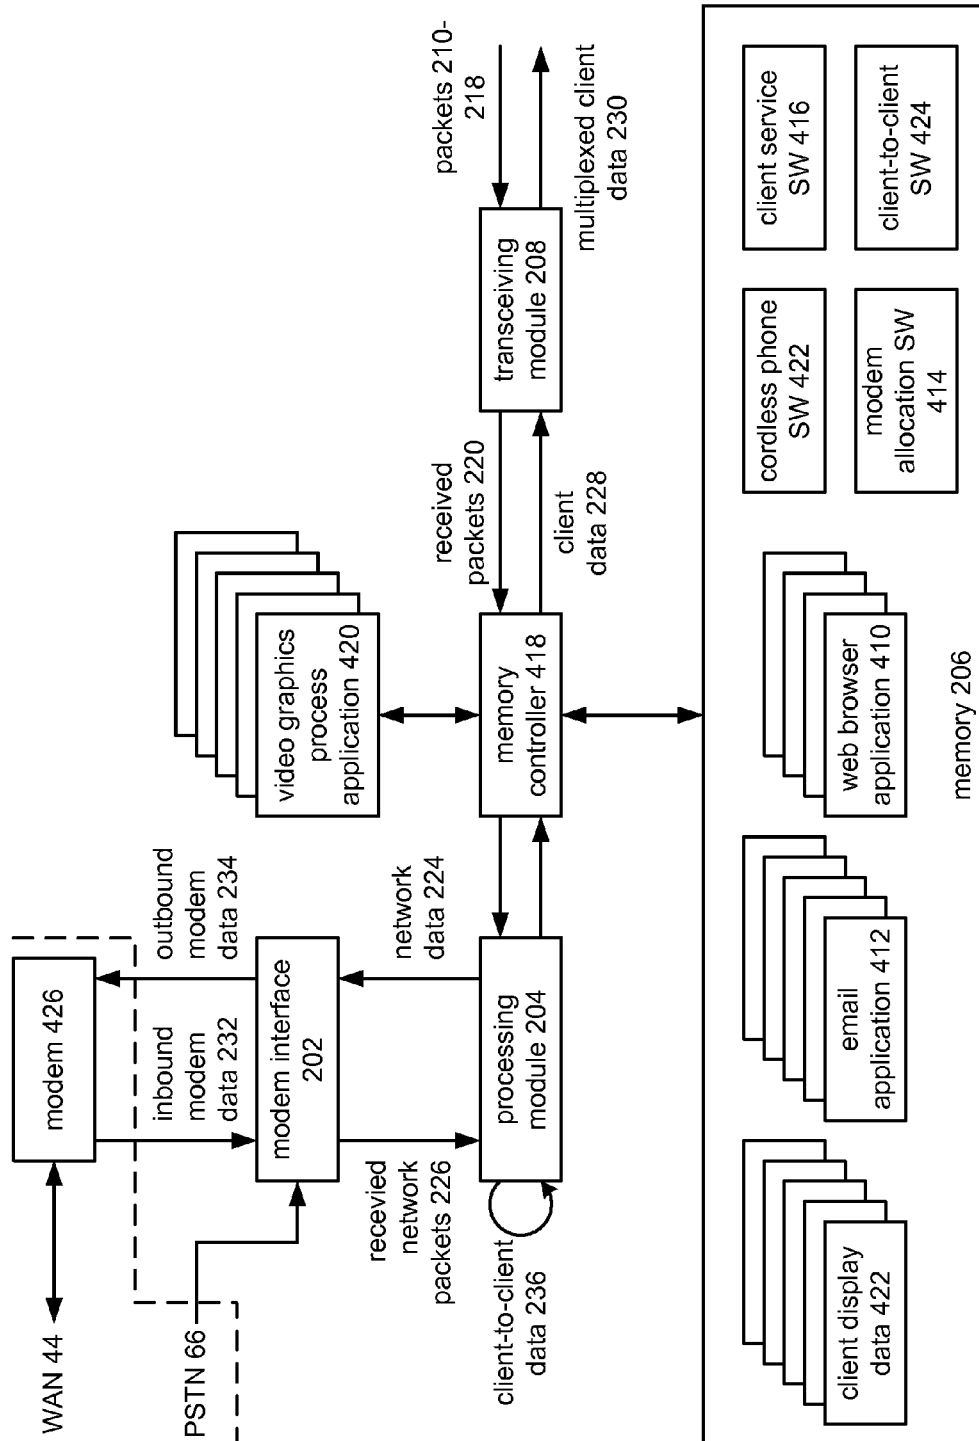 WAN 44
modem 426
PSTN 66
inbound
modem
data 232
outbound
modem
data 234
modem interface
202
recevied
network
packets 226
network
data 224
client-to-client
data 236
processing
module 204
video graphics
process
application 420
memory
controller 418
received
packets 220
client
data 228
transceiving
module 208
packets 210-
218
multiplexed client
data 230
client display
data 422
email
application 412
web browser
application 410
cordless phone
SW 422
client service
SW 416
modem
allocation SW
414
client-to-client
SW 424
memory 206